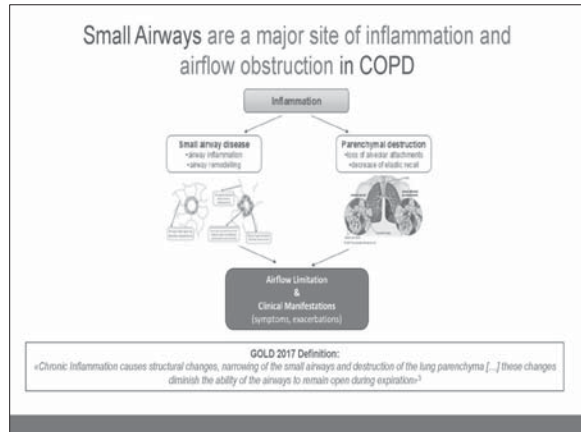 Small Airways are a major site of inflammation and
airflow obstruction in COPD
Inflammation
Small airway disease
•airway inflammation
•airway remodelling
Parenchymal destruction
•loss of alveolar attachments
•decrease of elastic recoil
Airflow Limitation
&
Clinical Manifestations
(symptoms, exacerbations)
GOLD 2017 Definition:
«Chronic Inflammation causes structural changes, narrowing of the small airways and destruction of the lung parenchyma [...] these changes
diminish the ability of the airways to remain open during expiration»³